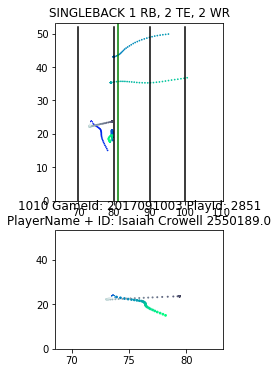 SINGLEBACK 1 RB, 2 TE, 2 WR
50
40
30
20
10
0
70 80 90 100 110
1010 GameId: 2017091003 PlayId: 2851
PlayerName + ID: Isaiah Crowell 2550189.0
40
20
0
70 75 80